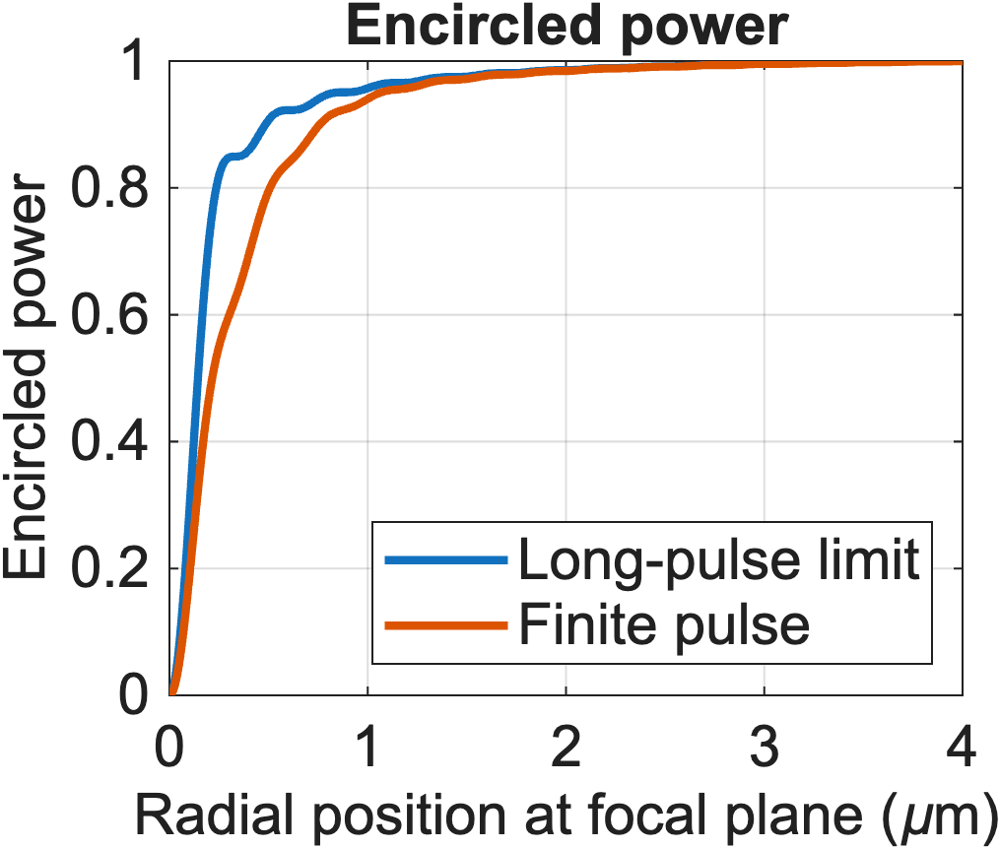 Encircled power
Encircled power
1
0.8
0.6
0.4
0.2
0
Long-pulse limit
Finite pulse
0 1 2 3 4
Radial position at focal plane (µm)